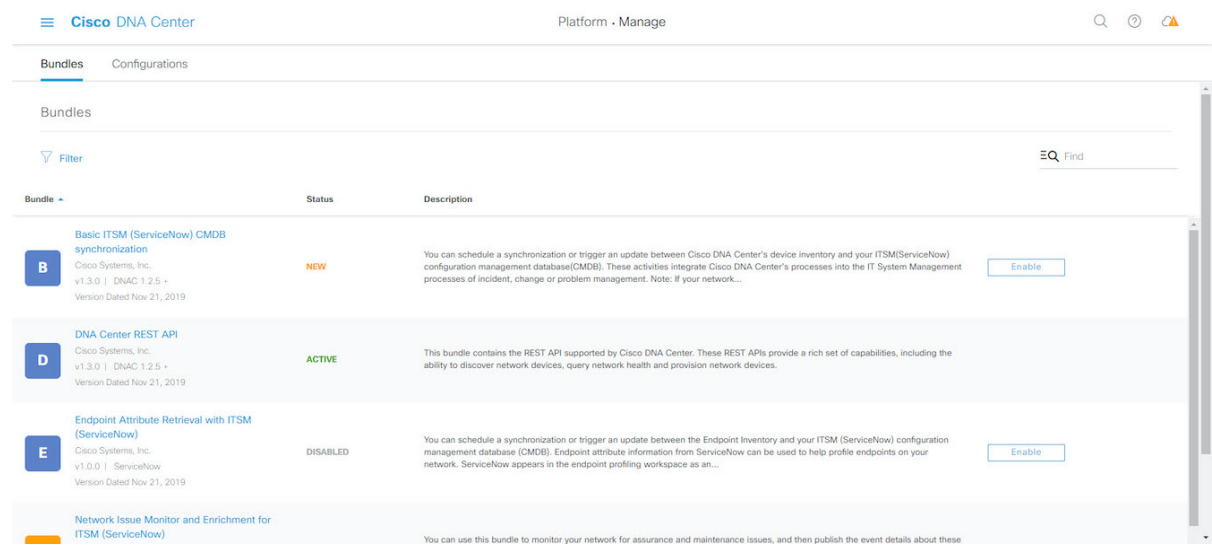 Cisco DNA Center
Platform • Manage
Bundles
Configurations
Bundles
Filter
Find
Bundle
Status
Description
B
Basic ITSM (ServiceNow) CMDB
synchronization
Cisco Systems, Inc.
v1.3.0 | DNAC 1.2.5 +
Version Dated Nov 21, 2019
NEW
You can schedule a synchronization or trigger an update between Cisco DNA Center's device inventory and your ITSM(ServiceNow)
configuration management database(CMDB). These activities integrate Cisco DNA Center's processes into the IT System Management
processes of incident, change or problem management. Note: If your network...
Enable
D
DNA Center REST API
Cisco Systems, Inc.
v1.3.0 | DNAC 1.2.5 +
Version Dated Nov 21, 2019
ACTIVE
This bundle contains the REST API supported by Cisco DNA Center. These REST APIs provide a rich set of capabilities, including the
ability to discover network devices, query network health and provision network devices.
E
Endpoint Attribute Retrieval with ITSM
(ServiceNow)
Cisco Systems, Inc.
v1.0.0 | ServiceNow
Version Dated Nov 21, 2019
DISABLED
You can schedule a synchronization or trigger an update between the Endpoint Inventory and your ITSM (ServiceNow) configuration
management database (CMDB). Endpoint attribute information from ServiceNow can be used to help profile endpoints on your
network. ServiceNow appears in the endpoint profiling workspace as an...
Enable
Network Issue Monitor and Enrichment for
ITSM (ServiceNow)
You can use this bundle to monitor your network for assurance and maintenance issues, and then publish the event details about these